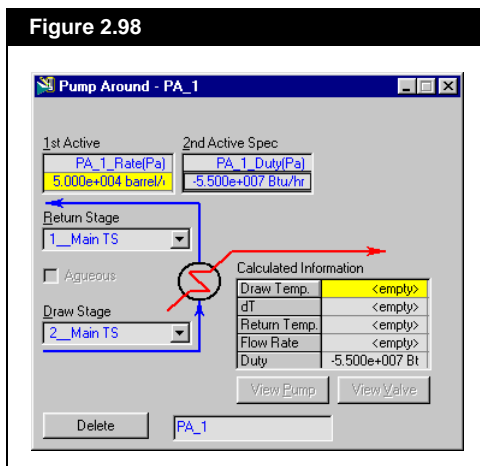 Figure 2.98
Pump Around - PA_1
1st Active
2nd Active Spec
PA_1_Rate(Pa)
PA_1_Duty(Pa)
5.000e+004 barrel/
-5.500e+007 Btu/hr
Return Stage
1__Main TS
Aqueous
Draw Stage
2__Main TS
Calculated Information
Draw Temp. <empty>
dT <empty>
Return Temp. <empty>
Flow Rate <empty>
Duty -5.500e+007 Bt
View Pump
View Valve
Delete
PA_1